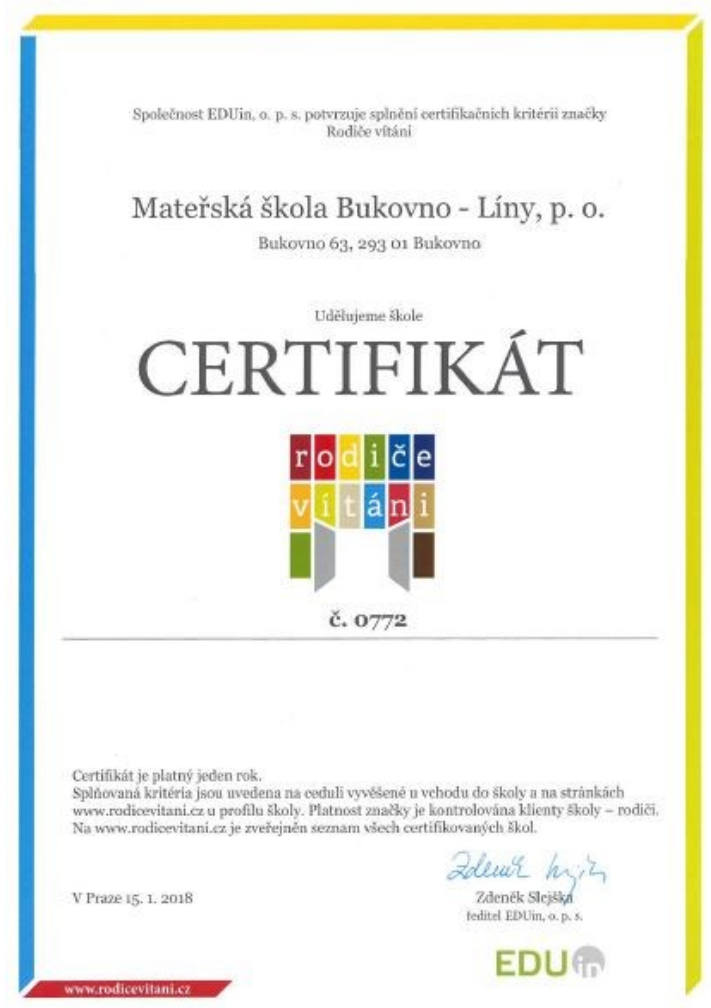 Společnost EDUin, o. p. s. potvrzuje splnění certifikačních kritérií značky
Rodiče vítáni
Mateřská škola Bukovno - Líny, p. o.
Bukovno 63, 293 01 Bukovno
Udělujeme škole
CERTIFIKÁT
rodiče
vítáni
č. 0772
Certifikát je platný jeden rok.
Splňovaná kritéria jsou uvedena na ceduli vyvěšené u vchodu do školy a na stránkách
www.rodicevitani.cz u profilu školy. Platnost značky je kontrolována klienty školy – rodiči.
Na www.rodicevitani.cz je zveřejněn seznam všech certifikovaných škol.
V Praze 15. 1. 2018
Zdeněk Slejška
ředitel EDUin, o. p. s.
EDUin
www.rodicevitani.cz